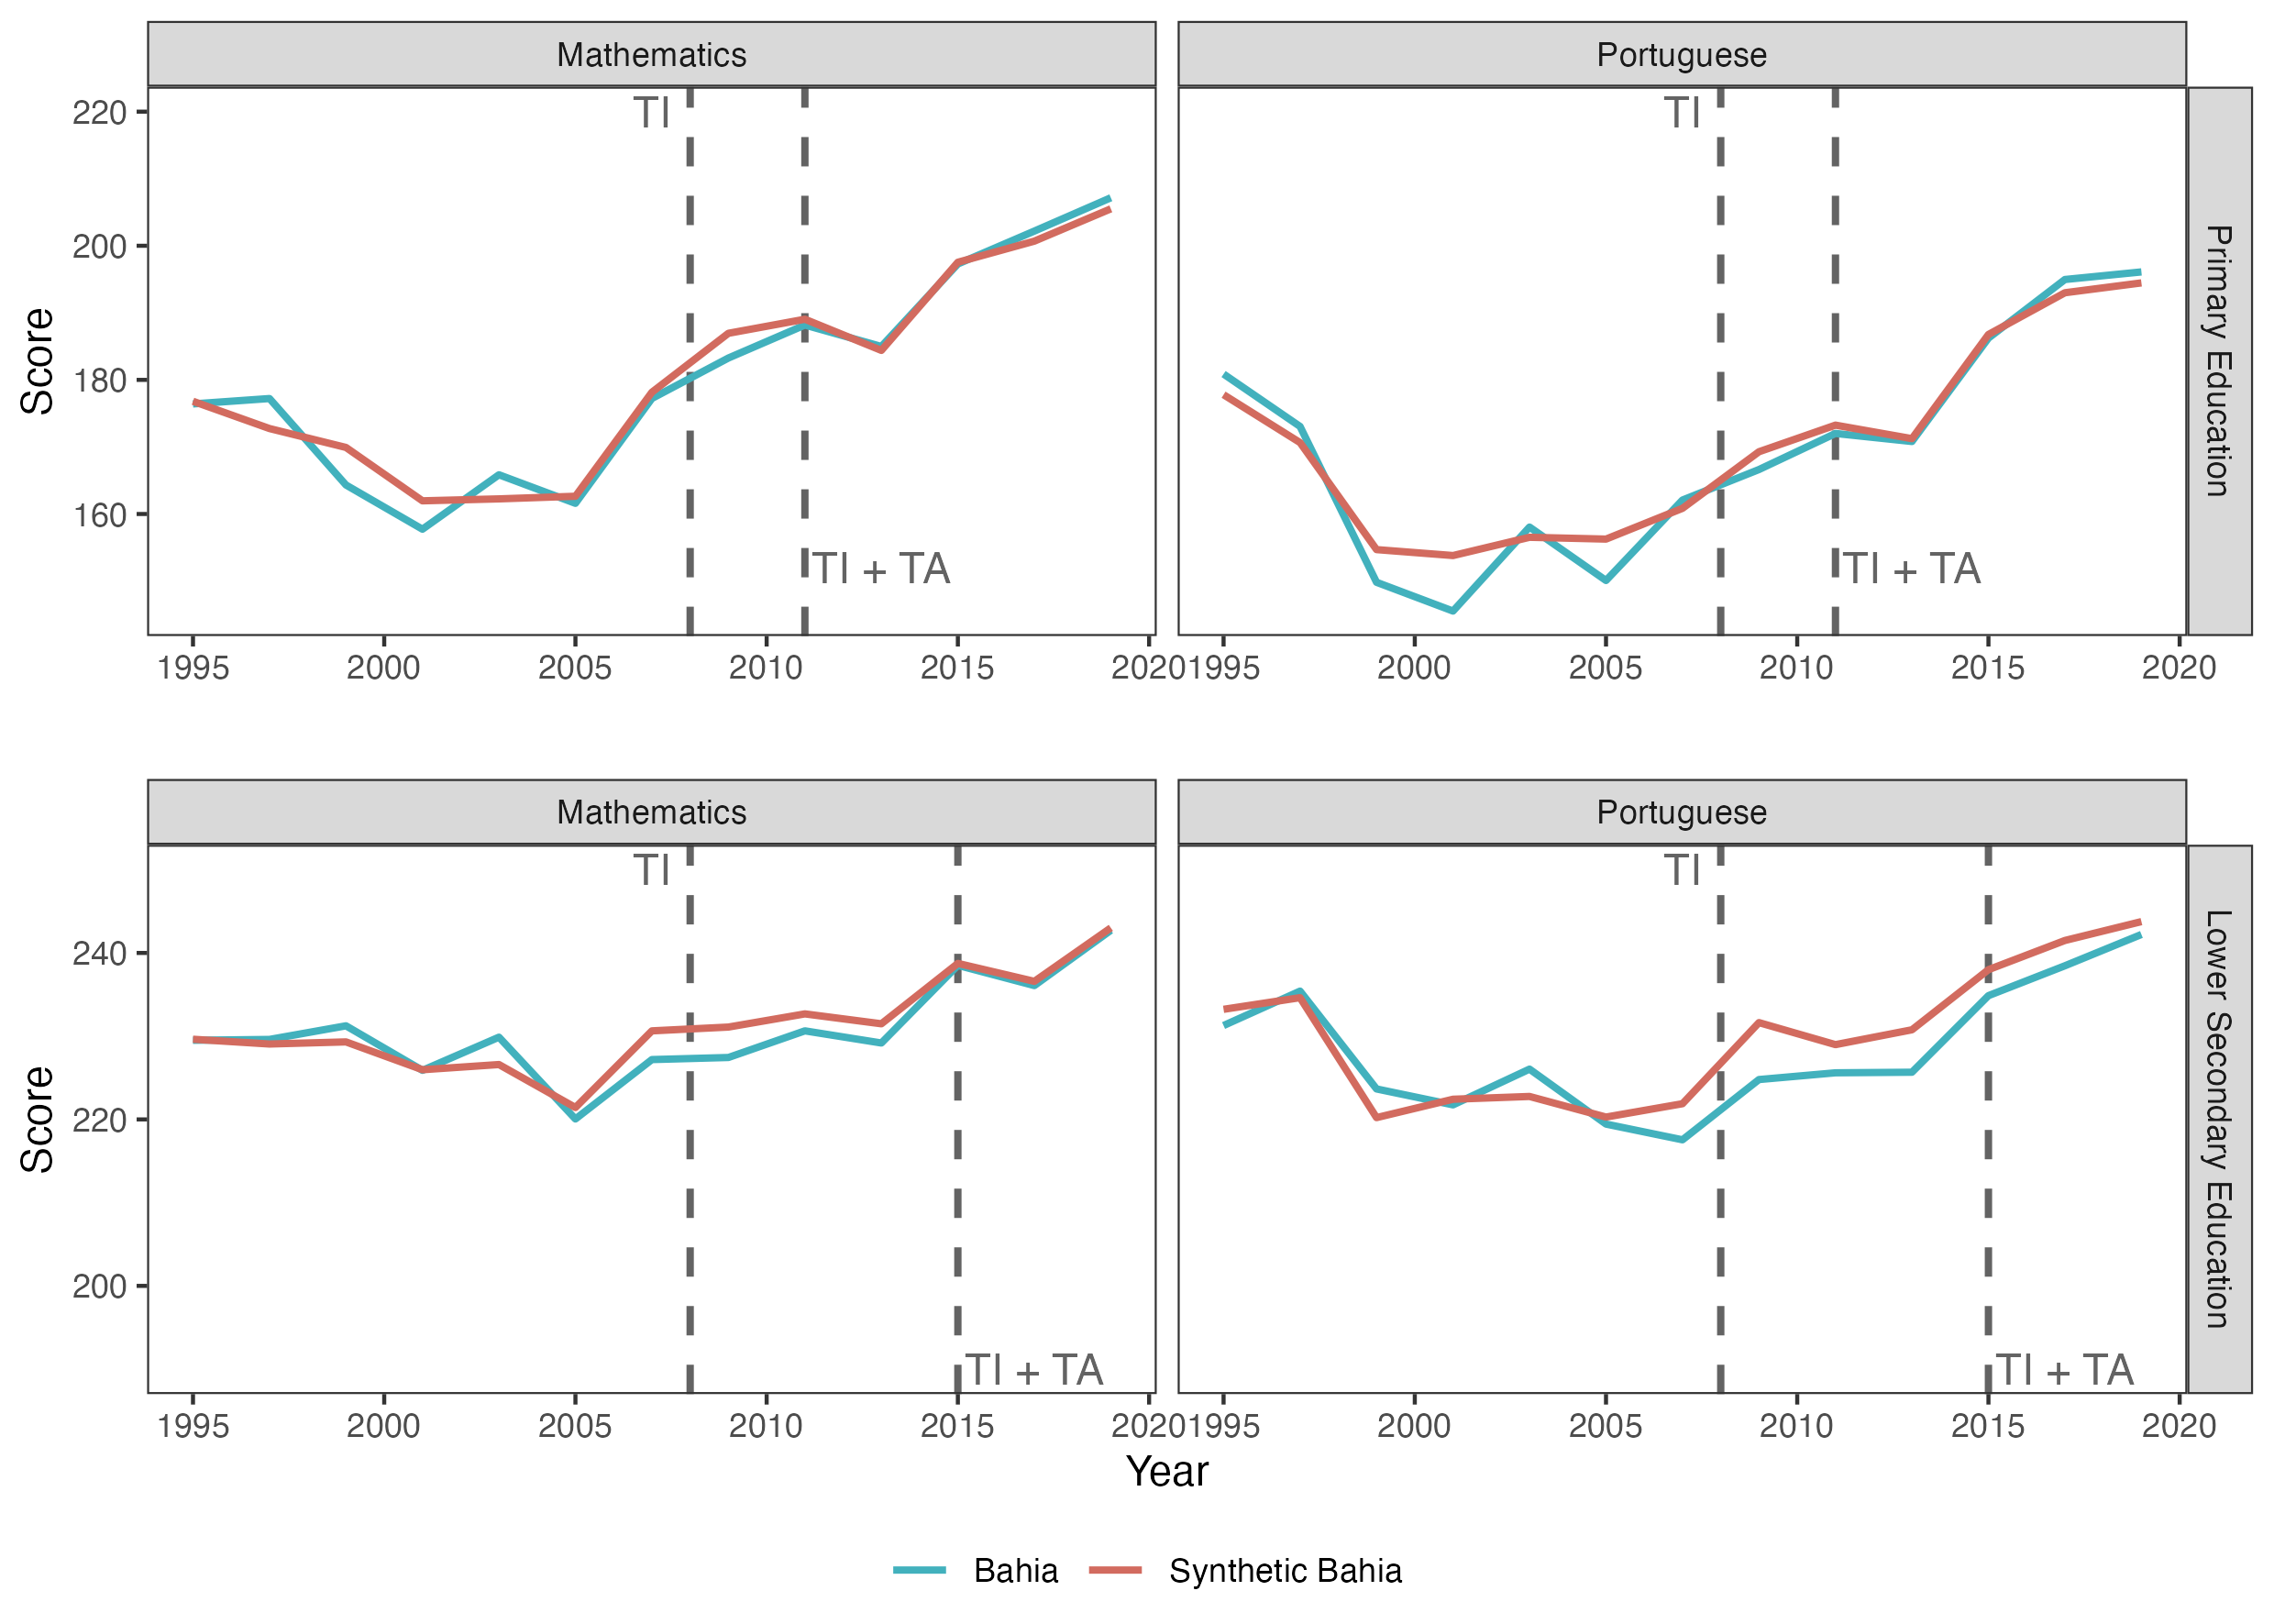 Mathematics
Portuguese
220
200
180
160
Score
TI
TI + TA
TI
TI + TA
Primary Education
1995
2000
2005
2010
2015
2020
1995
2000
2005
2010
2015
2020
Mathematics
Portuguese
240
220
200
Score
TI
TI + TA
TI
TI + TA
Lower Secondary Education
1995
2000
2005
2010
2015
2020
1995
2000
2005
2010
2015
2020
Year
Bahia
Synthetic Bahia